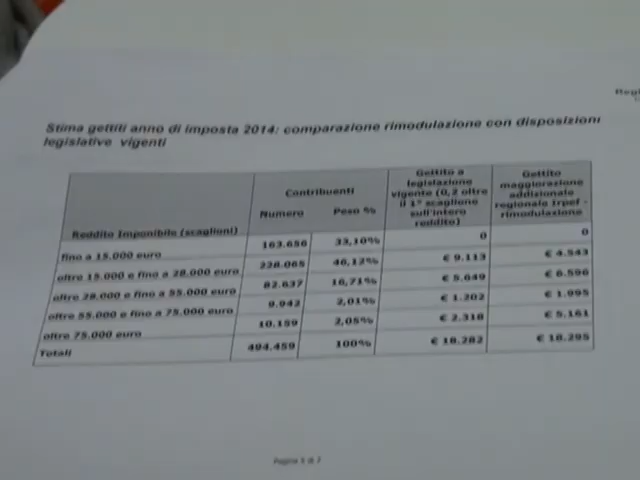 Stima gettiti anno di imposta 2014: comparazione rimodulazione con disposizioni
legislative vigenti
Reddito Imponibile (scaglioni)
Contribuenti
Numero Peso %
Gettito a
legislazione
vigente (0,2 oltre
il 1° scaglione
sull'intero
reddito)
Gettito
maggiorazione
addizionale
regionale Irpef -
rimodulazione
fino a 15.000 euro 163.656 33,10% 0 0
oltre 15.000 e fino a 28.000 euro 228.065 46,12% € 9.113 € 4.543
oltre 28.000 e fino a 55.000 euro 82.637 16,71% € 5.649 € 6.596
oltre 55.000 e fino a 75.000 euro 9.942 2,01% € 1.202 € 1.995
oltre 75.000 euro 10.159 2,05% € 2.318 € 5.161
Totali 494.459 100% € 18.282 € 18.295
Pagina 5 di 7